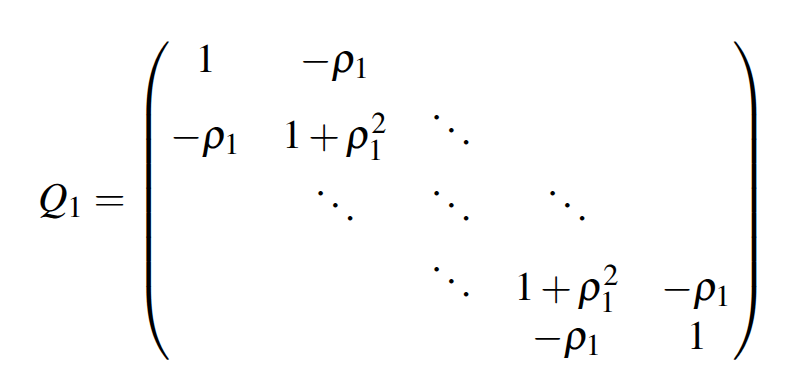 1 −ρ₁
−ρ₁ 1 + ρ₁² ⋱
Q₁ = ⋱ ⋱ ⋱
⋱ 1 + ρ₁² −ρ₁
−ρ₁ 1